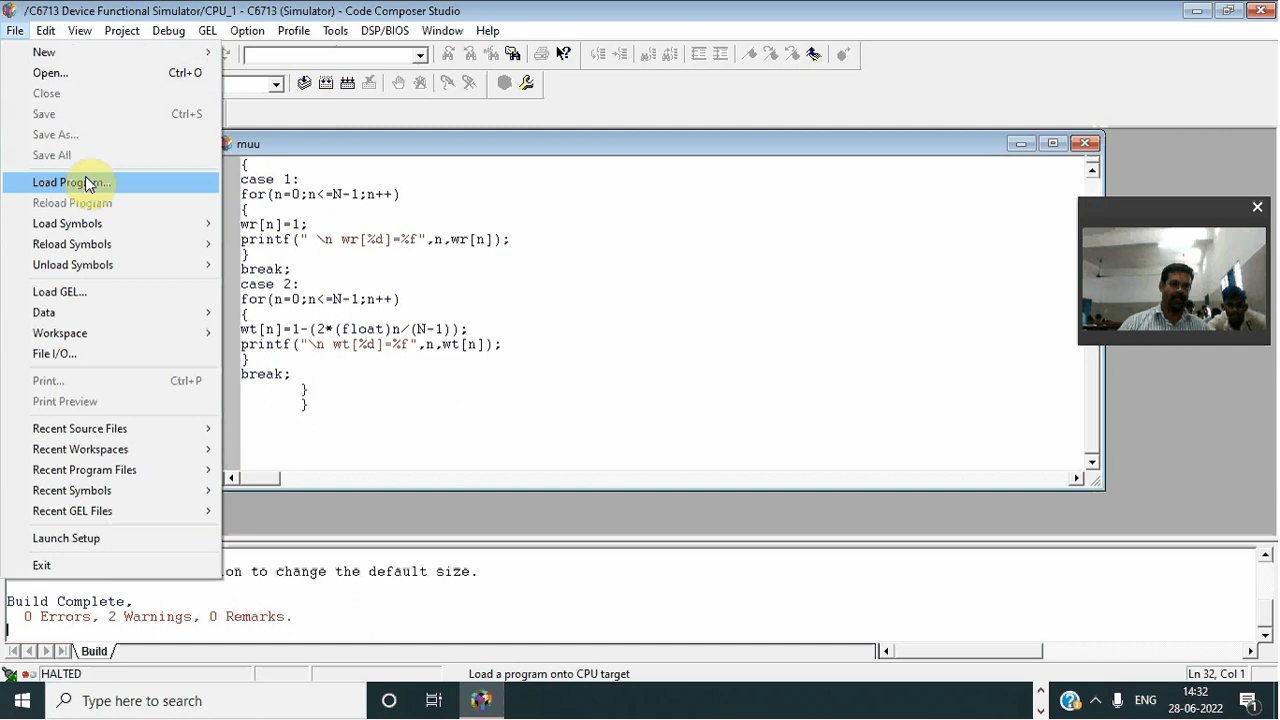 /C6713 Device Functional Simulator/CPU_1 - C6713 (Simulator) - Code Composer Studio
File Edit View Project Debug GEL Option Profile Tools DSP/BIOS Window Help
New
Open... Ctrl+O
Close
Save Ctrl+S
Save As...
Save All
Load Program...
Reload Program
Load Symbols
Reload Symbols
Unload Symbols
Load GEL...
Data
Workspace
File I/O...
Print... Ctrl+P
Print Preview
Recent Source Files
Recent Workspaces
Recent Program Files
Recent Symbols
Recent GEL Files
Launch Setup
Exit
muu
{
case 1:
for(n=0;n<=N-1;n++)
{
wr[n]=1;
printf(" \n wr[%d]=%f",n,wr[n]);
}
break;
case 2:
for(n=0;n<=N-1;n++)
{
wt[n]=1-(2*(float)n/(N-1));
printf("\n wt[%d]=%f",n,wt[n]);
}
break;
}
}
on to change the default size.
Build Complete,
0 Errors, 2 Warnings, 0 Remarks.
Build
HALTED
Load a program onto CPU target
Ln 32, Col 1
Type here to search
ENG
14:32
28-06-2022
1